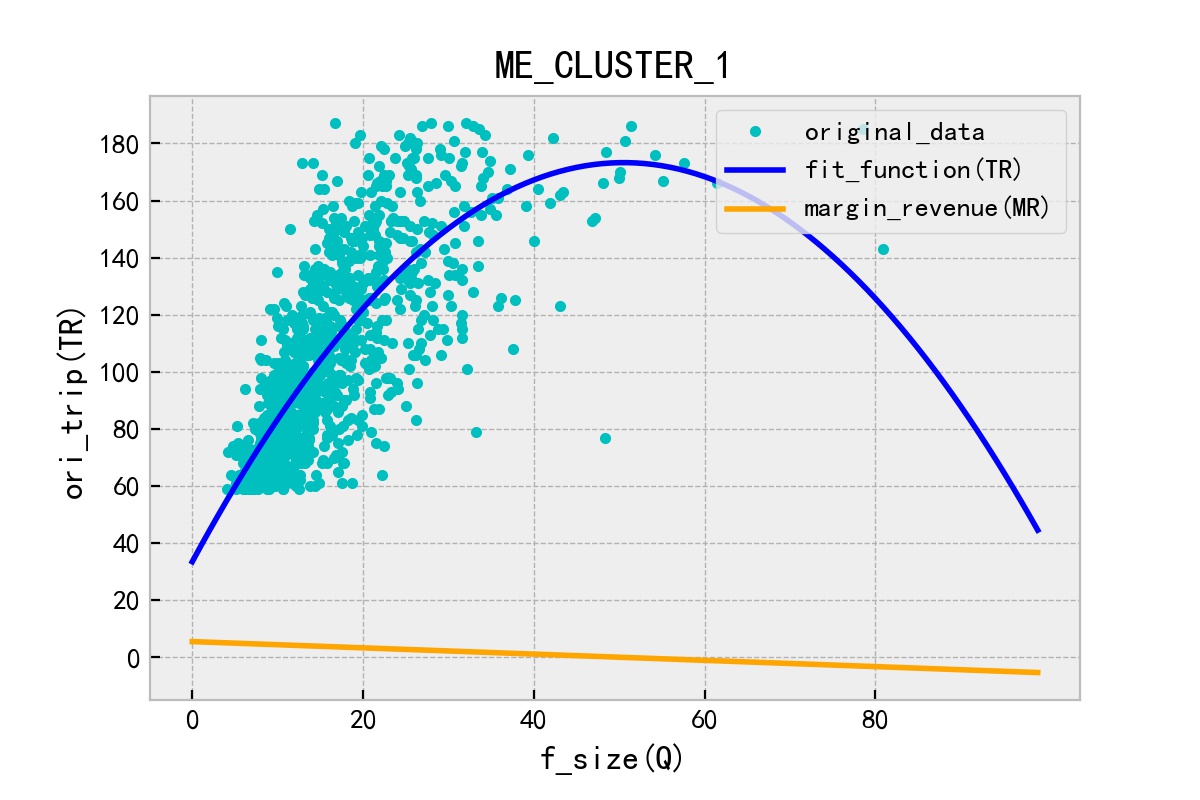 ME_CLUSTER_1
original_data
fit_function(TR)
margin_revenue(MR)
ori_trip(TR)
180
160
140
120
100
80
60
40
20
0
0 20 40 60 80
f_size(Q)